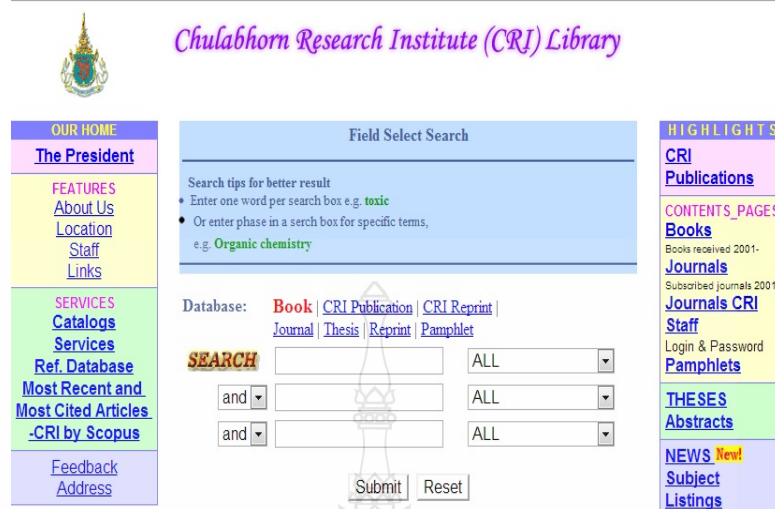 Chulabhorn Research Institute (CRI) Library
OUR HOME
The President
FEATURES
About Us
Location
Staff
Links
SERVICES
Catalogs
Services
Ref. Database
Most Recent and
Most Cited Articles
-CRI by Scopus
Feedback
Address
Field Select Search
Search tips for better result
Enter one word per search box e.g. toxic
Or enter phase in a serch box for specific terms,
e.g. Organic chemistry
Database: Book | CRI Publication | CRI Reprint |
Journal | Thesis | Reprint | Pamphlet
SEARCH ALL
and ALL
and ALL
Submit Reset
HIGHLIGHTS
CRI
Publications
CONTENTS_PAGES
Books
Books received 2001-
Journals
Subscribed journals 2001
Journals CRI
Staff
Login & Password
Pamphlets
THESES
Abstracts
NEWS New!
Subject
Listings